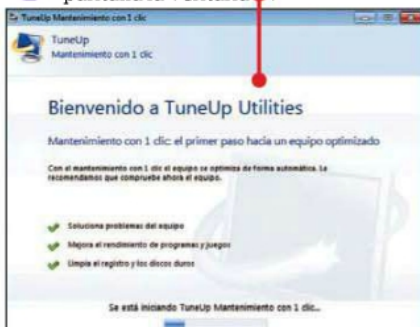 TuneUp Mantenimiento con 1 clic
TuneUp
Mantenimiento con 1 clic
Bienvenido a TuneUp Utilities
Mantenimiento con 1 clic: el primer paso hacia un equipo optimizado
Con el mantenimiento con 1 clic el equipo se optimiza de forma automática. Le
recomendamos que compruebe ahora el equipo.
Soluciona problemas del equipo
Mejora el rendimiento de programas y juegos
Limpia el registro y los discos duros
Se está iniciando TuneUp Mantenimiento con 1 clic...